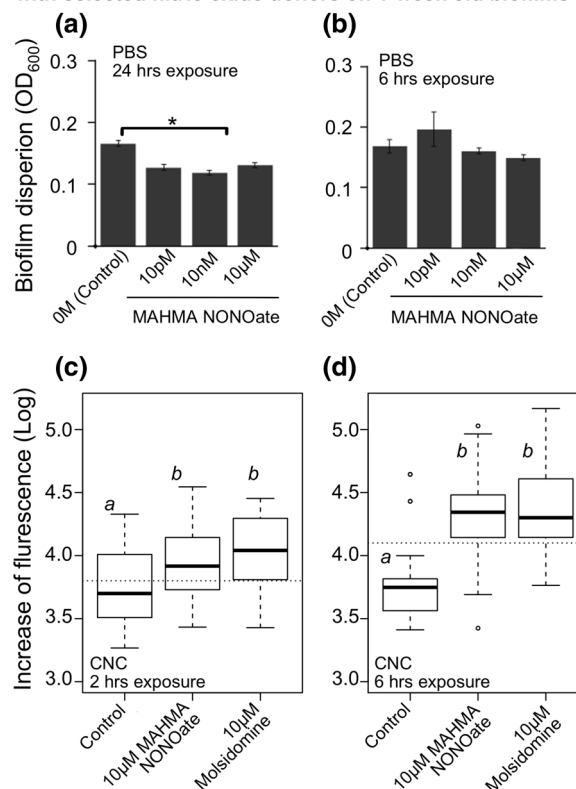 (a)
PBS
24 hrs exposure
0.3
0.2
0.1
0
*
Biofilm dispersion (OD600)
0M (Control)
10pM
10nM
10µM
MAHMA NONOate
(b)
PBS
6 hrs exposure
0.3
0.2
0.1
0
0M (Control)
10pM
10nM
10µM
MAHMA NONOate
(c)
Increase of flurescence (Log)
5.0
4.5
4.0
3.5
3.0
a
b
b
CNC
2 hrs exposure
Control
10µM MAHMA
NONOate
10µM
Molsidomine
(d)
5.0
4.5
4.0
3.5
3.0
a
b
b
CNC
6 hrs exposure
Control
10µM MAHMA
NONOate
10µM
Molsidomine